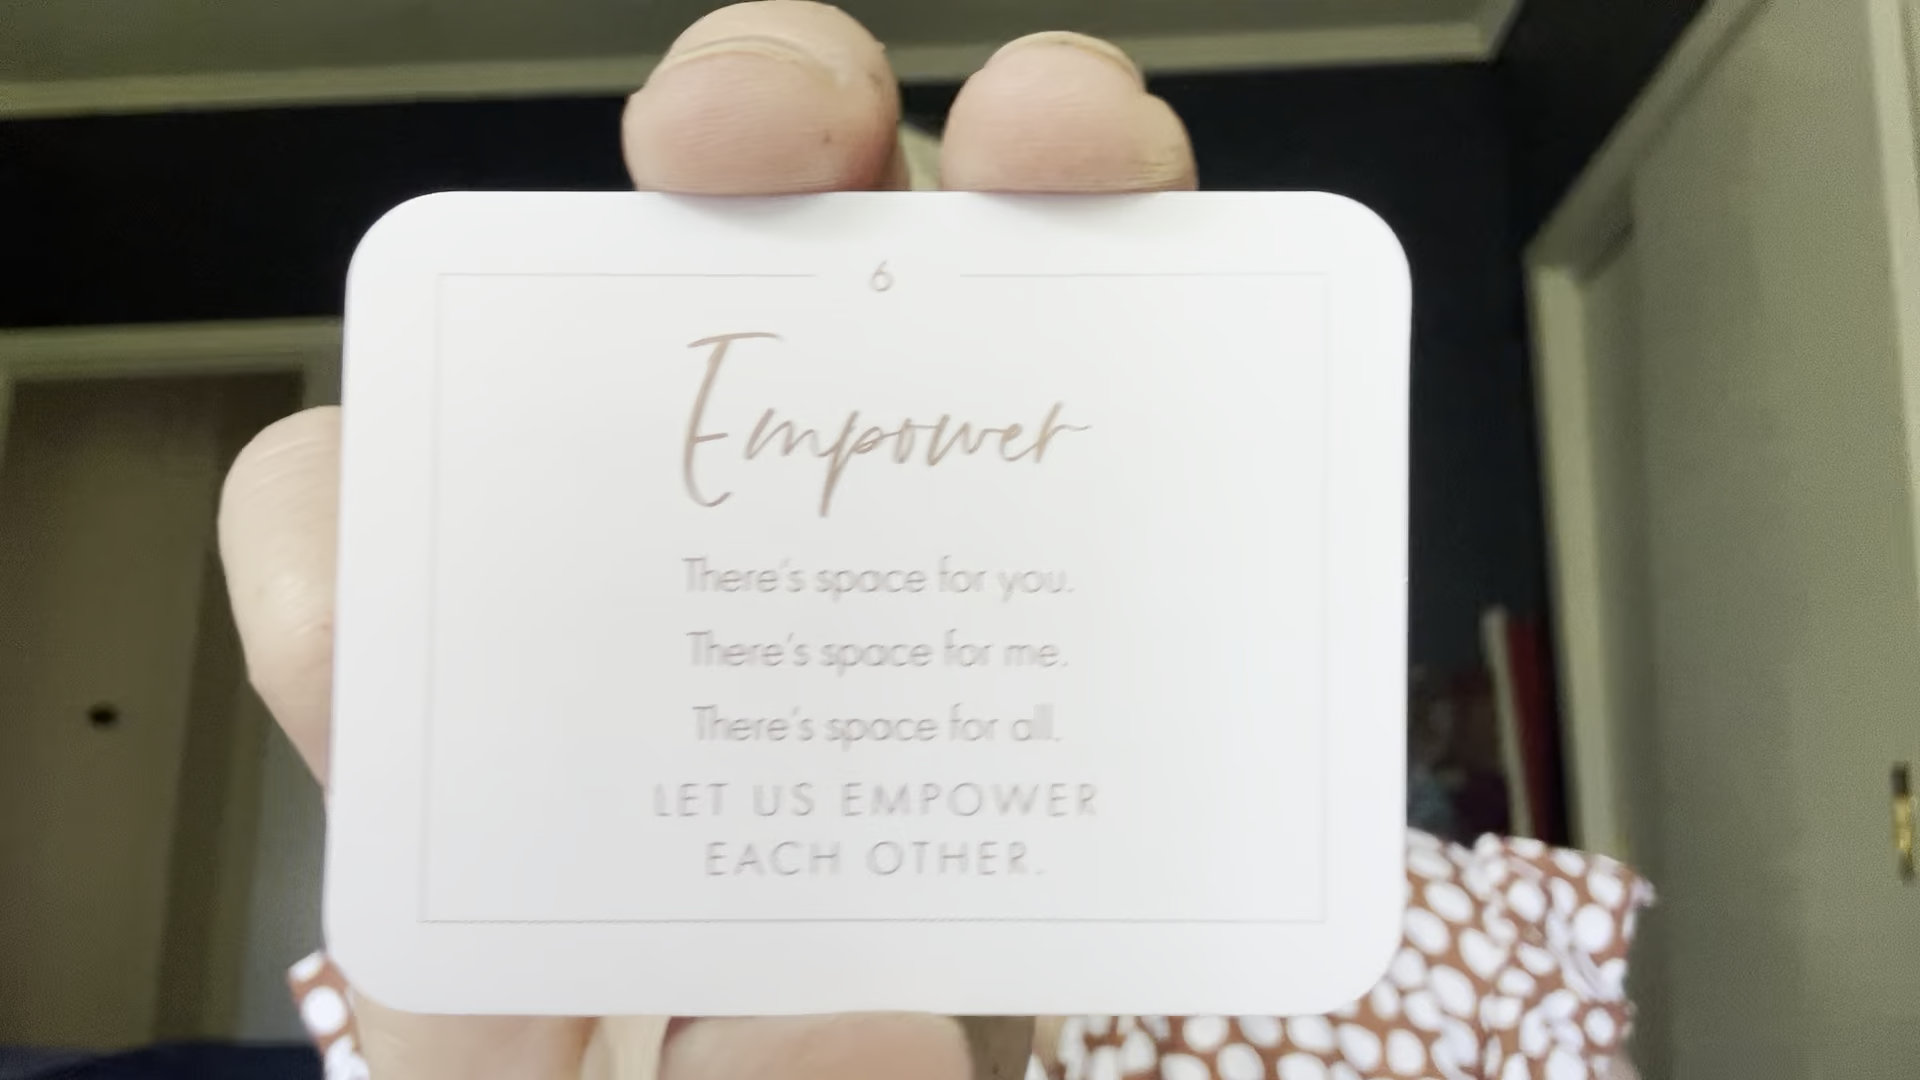 6
Empower
There's space for you.
There's space for me.
There's space for all.
LET US EMPOWER
EACH OTHER.